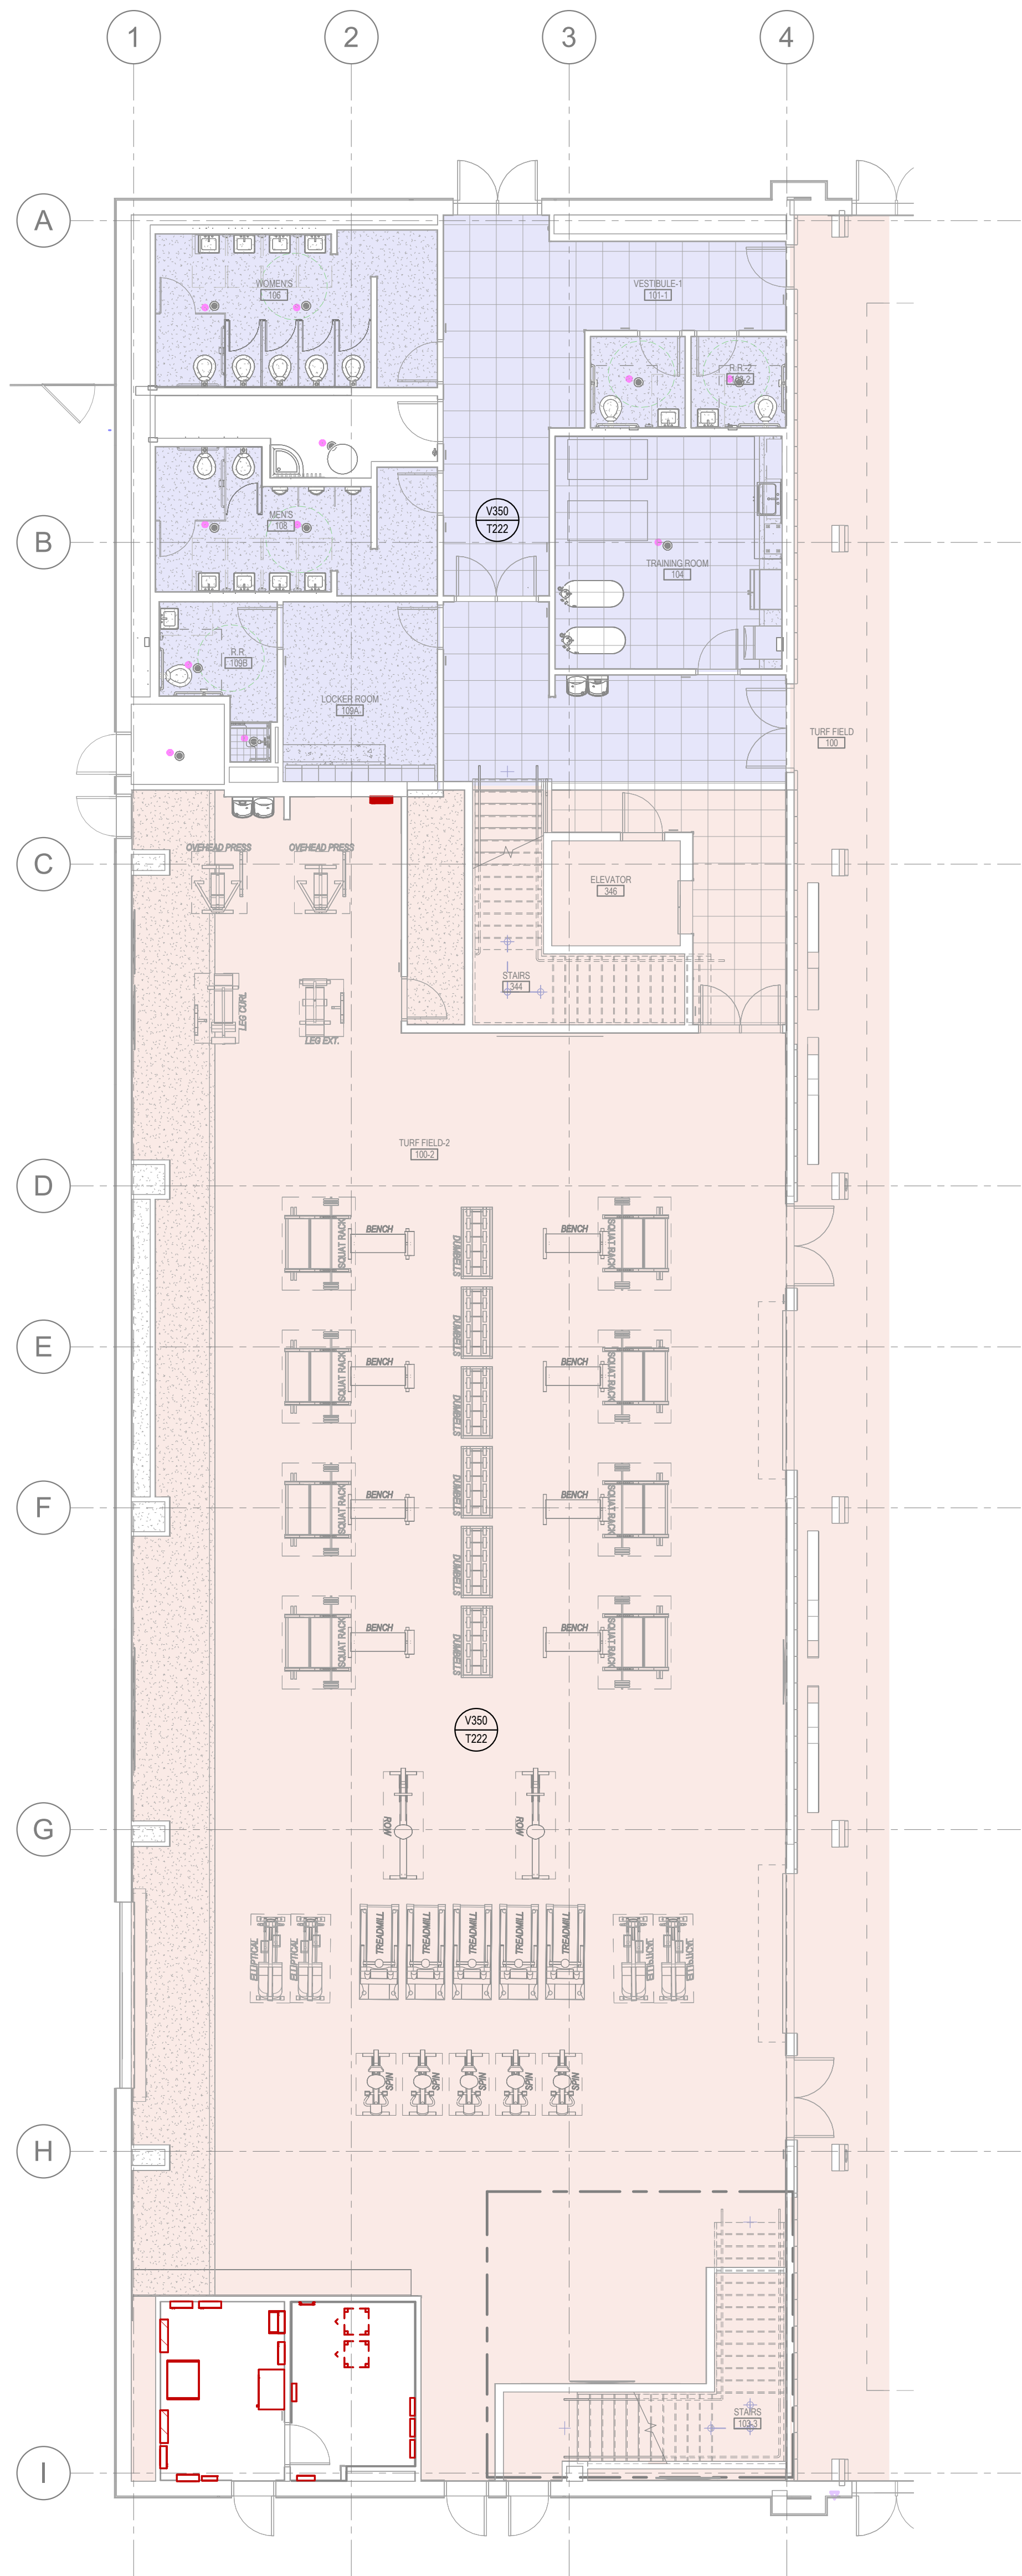 1
2
3
4
A
WOMEN'S
106
VESTIBULE-1
101-1
R.R.-2
V350
T222
MEN'S
108
B
TRAINING ROOM
104
R.R.
109B
LOCKER ROOM
109A
TURF FIELD
100
OVEHEAD PRESS
OVEHEAD PRESS
C
ELEVATOR
346
STAIRS
344
LEG CURL
LEG EXT.
TURF FIELD-2
100-2
D
SQUAT RACK
BENCH
DUMBELLS
BENCH
SQUAT RACK
E
SQUAT RACK
BENCH
DUMBELLS
BENCH
SQUAT RACK
DUMBELLS
F
SQUAT RACK
BENCH
DUMBELLS
BENCH
SQUAT RACK
DUMBELLS
SQUAT RACK
BENCH
DUMBELLS
BENCH
SQUAT RACK
V350
T222
G
ROW
ROW
ELLIPTICAL
ELLIPTICAL
TREADMILL
TREADMILL
TREADMILL
TREADMILL
TREADMILL
ELLIPTICAL
ELLIPTICAL
SPIN
SPIN
SPIN
SPIN
SPIN
H
STAIRS
103-3
I